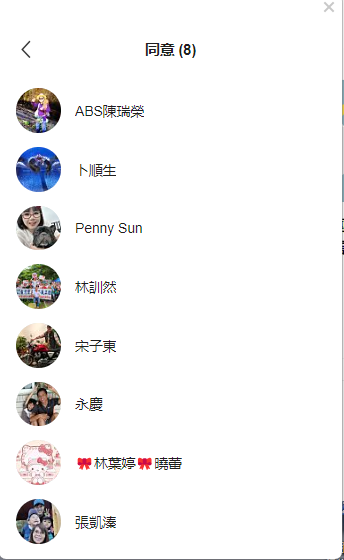 同意 (8)
ABS陳瑞榮
卜順生
Penny Sun
林訓然
宋子東
永慶
🎀林葉婷🎀曉蕾
張凱溱